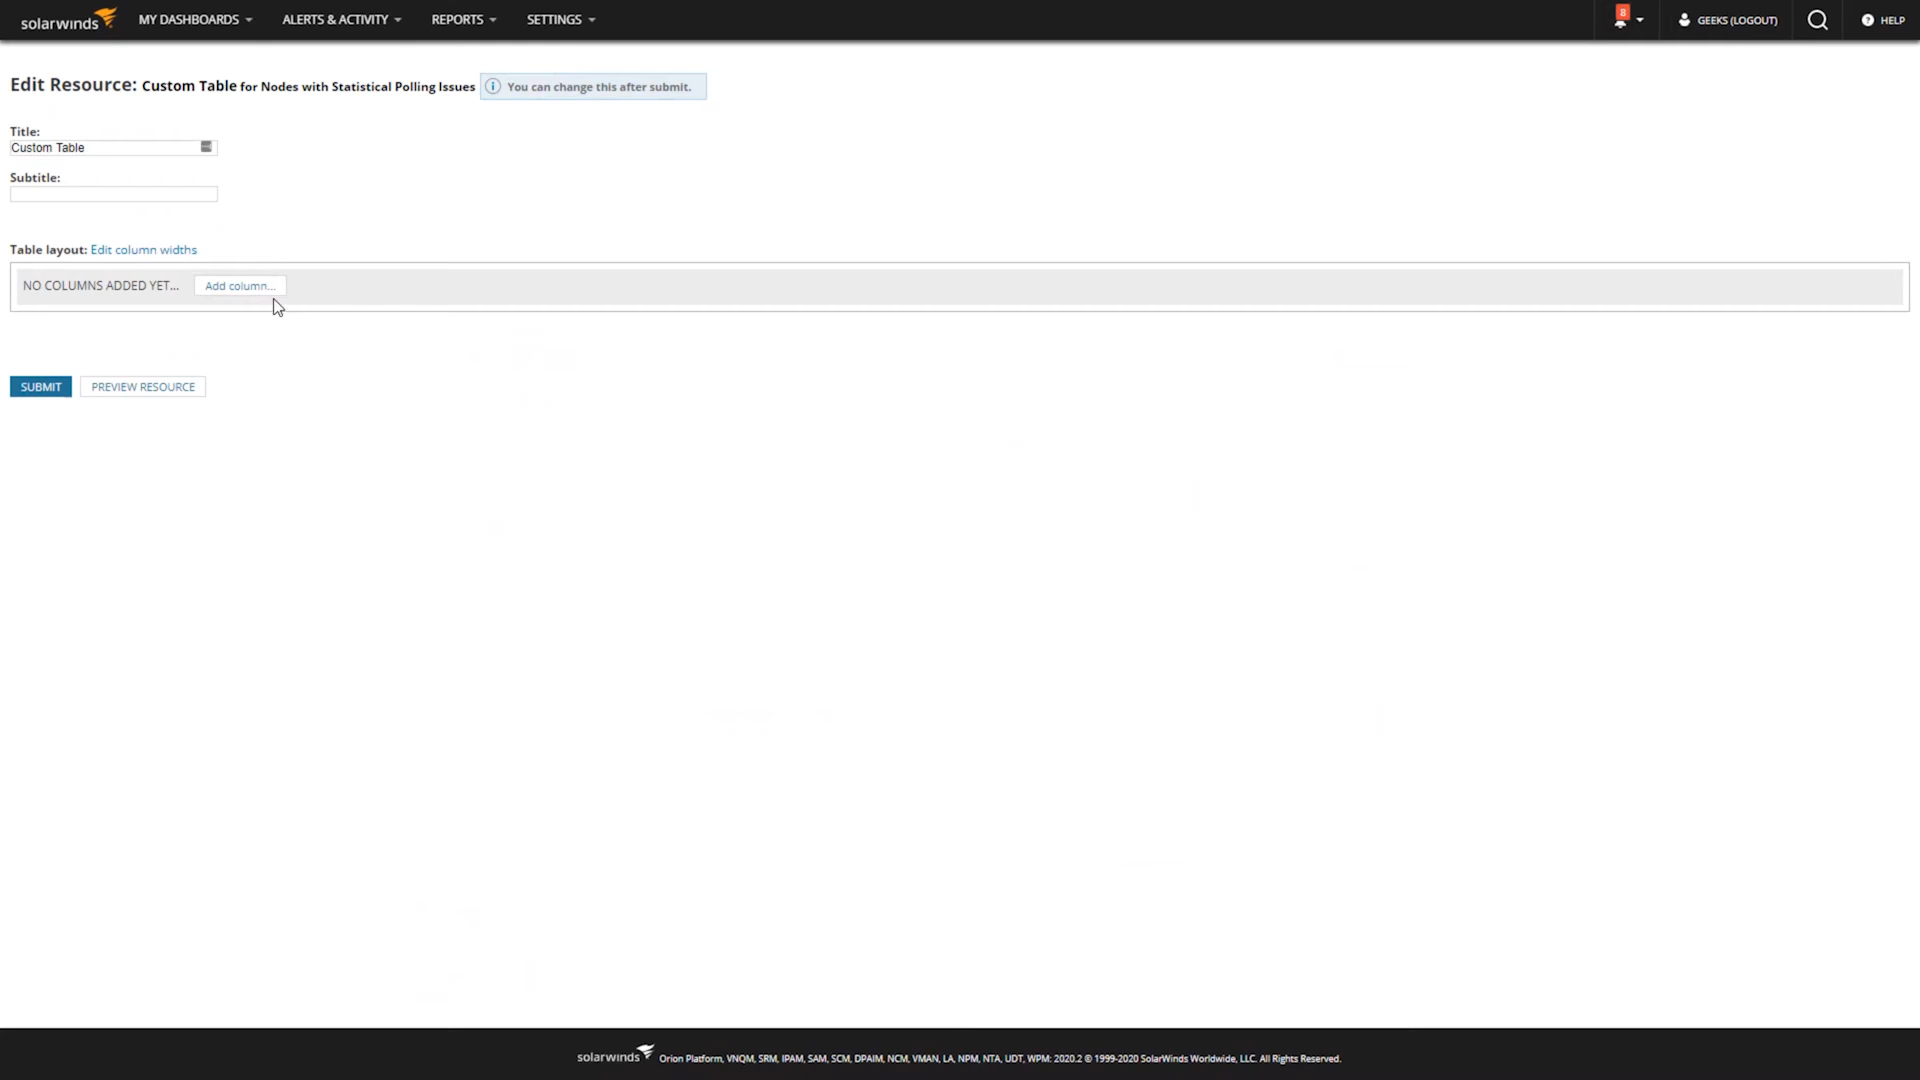 solarwinds MY DASHBOARDS ALERTS & ACTIVITY REPORTS SETTINGS 8 GEEKS (LOGOUT) HELP
Edit Resource: Custom Table for Nodes with Statistical Polling Issues You can change this after submit.
Title:
Custom Table
Subtitle:
Table layout: Edit column widths
NO COLUMNS ADDED YET... Add column...
SUBMIT PREVIEW RESOURCE
solarwinds Orion Platform, VNQM, SRM, IPAM, SAM, SCM, DPAIM, NCM, VMAN, LA, NPM, NTA, UDT, WPM: 2020.2 © 1999-2020 SolarWinds Worldwide, LLC. All Rights Reserved.